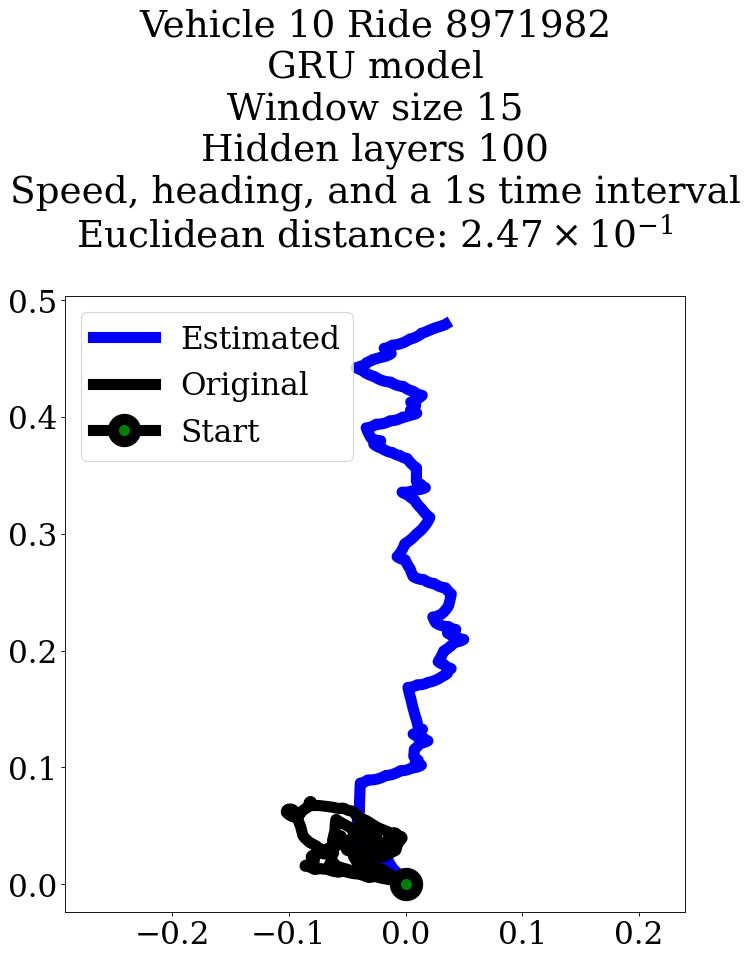 Vehicle 10 Ride 8971982
GRU model
Window size 15
Hidden layers 100
Speed, heading, and a 1s time interval
Euclidean distance: 2.47 × 10⁻¹
0.5
0.4
0.3
0.2
0.1
0.0
Estimated
Original
Start
−0.2
−0.1
0.0
0.1
0.2